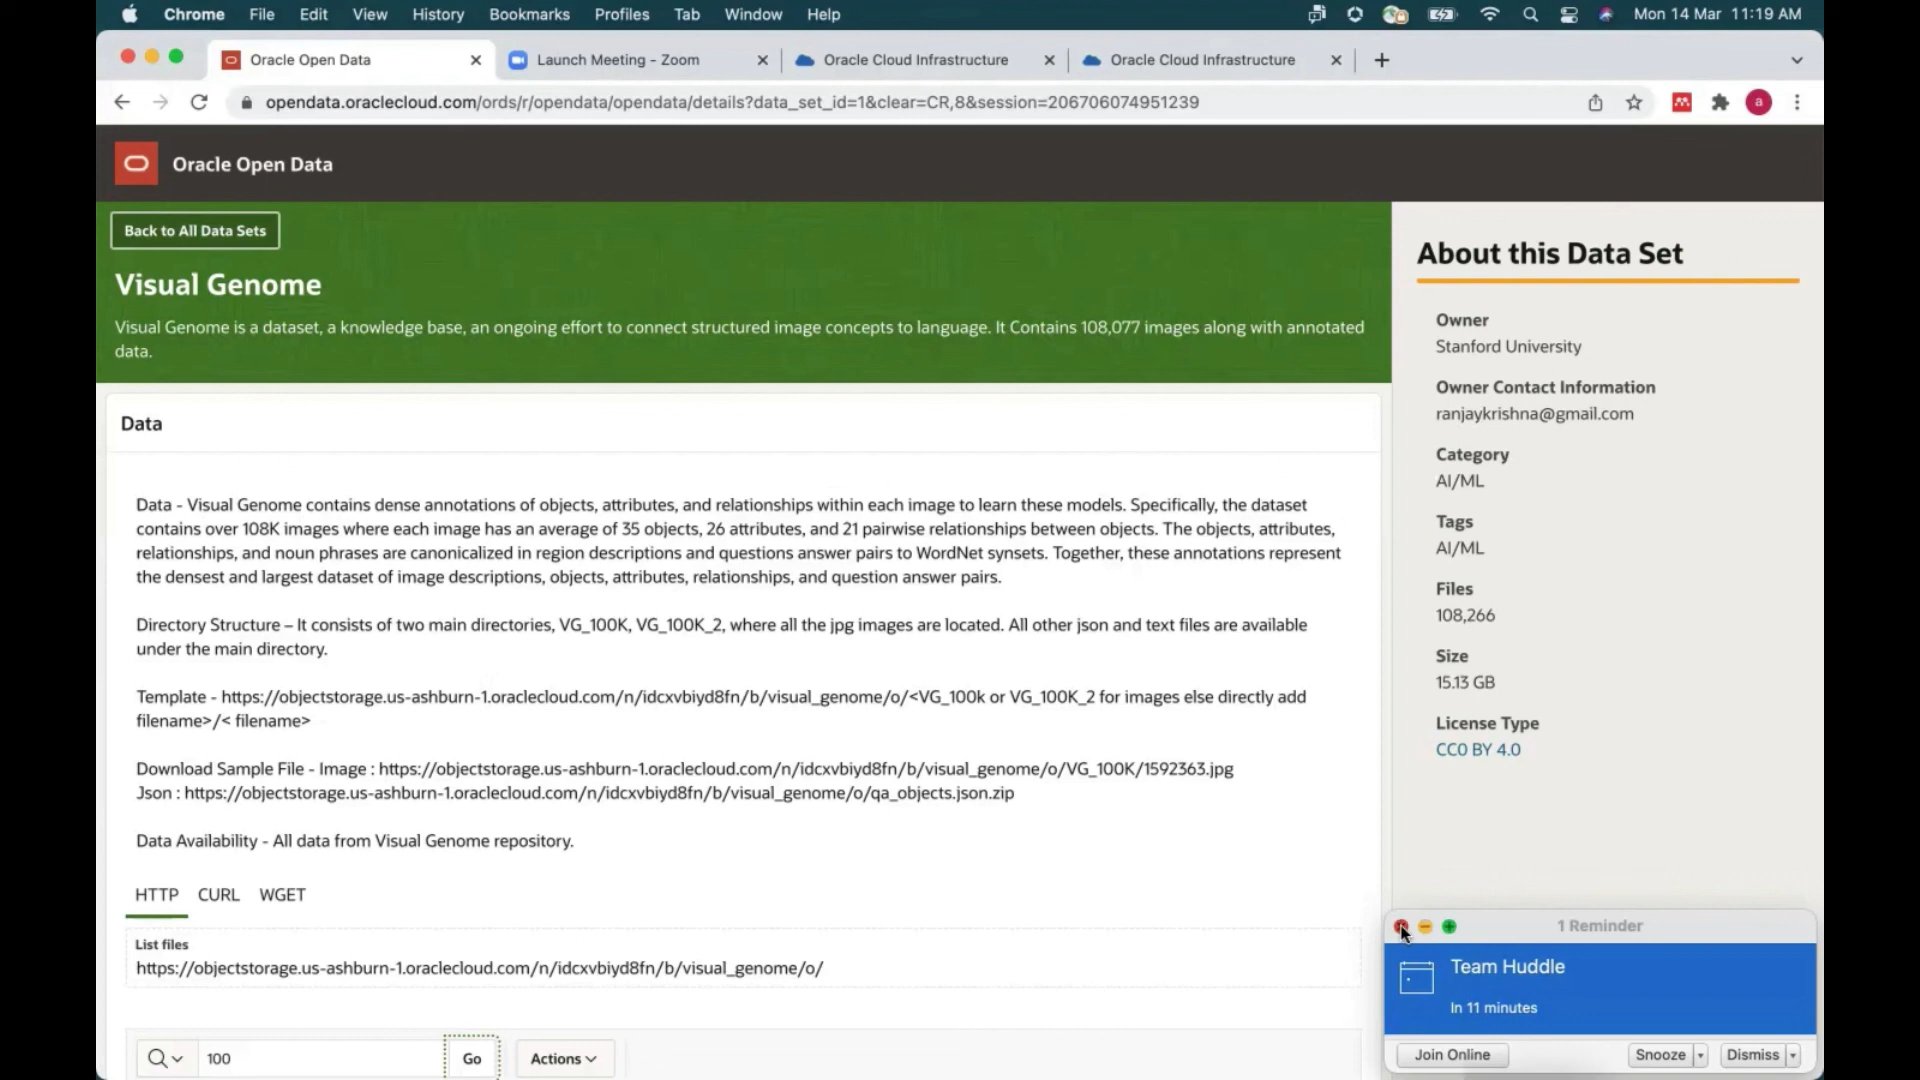 Chrome File Edit View History Bookmarks Profiles Tab Window Help Mon 14 Mar 11:19 AM
Oracle Open Data Launch Meeting - Zoom Oracle Cloud Infrastructure Oracle Cloud Infrastructure
opendata.oraclecloud.com/ords/r/opendata/opendata/details?data_set_id=1&clear=CR,8&session=206706074951239 a
Oracle Open Data
Back to All Data Sets
Visual Genome
Visual Genome is a dataset, a knowledge base, an ongoing effort to connect structured image concepts to language. It Contains 108,077 images along with annotated
data.
Data
Data - Visual Genome contains dense annotations of objects, attributes, and relationships within each image to learn these models. Specifically, the dataset
contains over 108K images where each image has an average of 35 objects, 26 attributes, and 21 pairwise relationships between objects. The objects, attributes,
relationships, and noun phrases are canonicalized in region descriptions and questions answer pairs to WordNet synsets. Together, these annotations represent
the densest and largest dataset of image descriptions, objects, attributes, relationships, and question answer pairs.
Directory Structure – It consists of two main directories, VG_100K, VG_100K_2, where all the jpg images are located. All other json and text files are available
under the main directory.
Template - https://objectstorage.us-ashburn-1.oraclecloud.com/n/idcxvbiyd8fn/b/visual_genome/o/<VG_100k or VG_100K_2 for images else directly add
filename>/< filename>
Download Sample File - Image : https://objectstorage.us-ashburn-1.oraclecloud.com/n/idcxvbiyd8fn/b/visual_genome/o/VG_100K/1592363.jpg
Json : https://objectstorage.us-ashburn-1.oraclecloud.com/n/idcxvbiyd8fn/b/visual_genome/o/qa_objects.json.zip
Data Availability - All data from Visual Genome repository.
HTTP CURL WGET
List files
https://objectstorage.us-ashburn-1.oraclecloud.com/n/idcxvbiyd8fn/b/visual_genome/o/
100 Go Actions
About this Data Set
Owner
Stanford University
Owner Contact Information
ranjaykrishna@gmail.com
Category
AI/ML
Tags
AI/ML
Files
108,266
Size
15.13 GB
License Type
CC0 BY 4.0
1 Reminder
Team Huddle
In 11 minutes
Join Online Snooze Dismiss